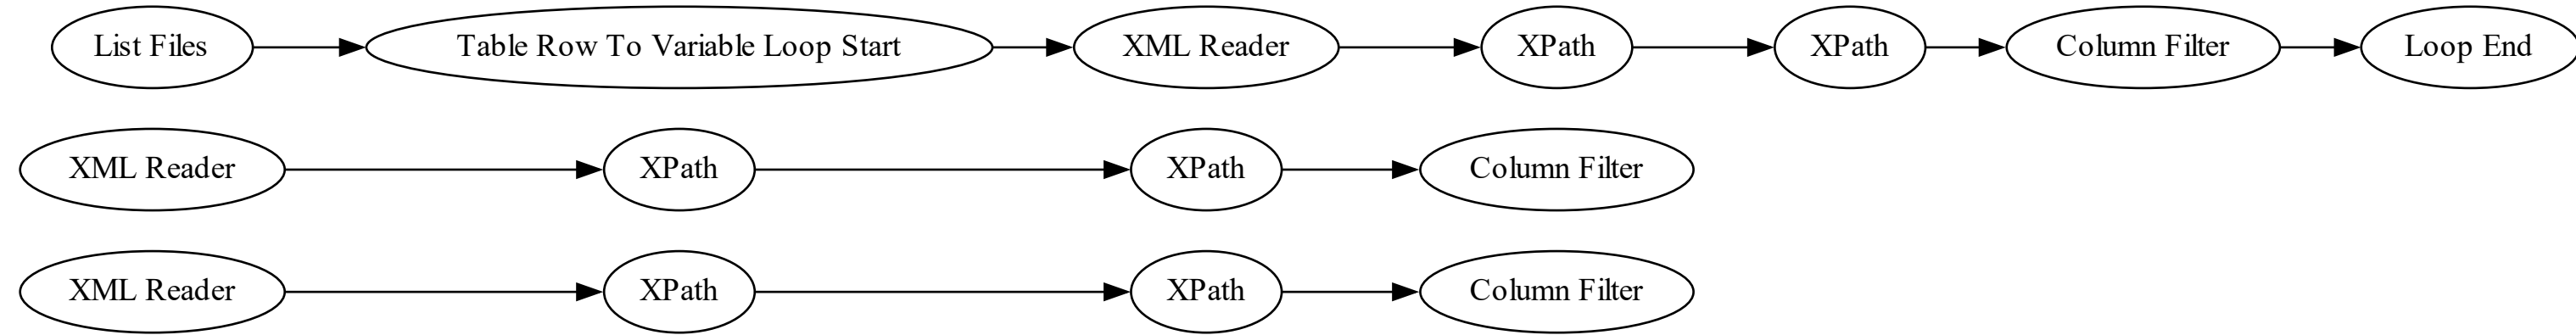 List Files Table Row To Variable Loop Start XML Reader XPath XPath Column Filter Loop End
XML Reader XPath XPath Column Filter
XML Reader XPath XPath Column Filter